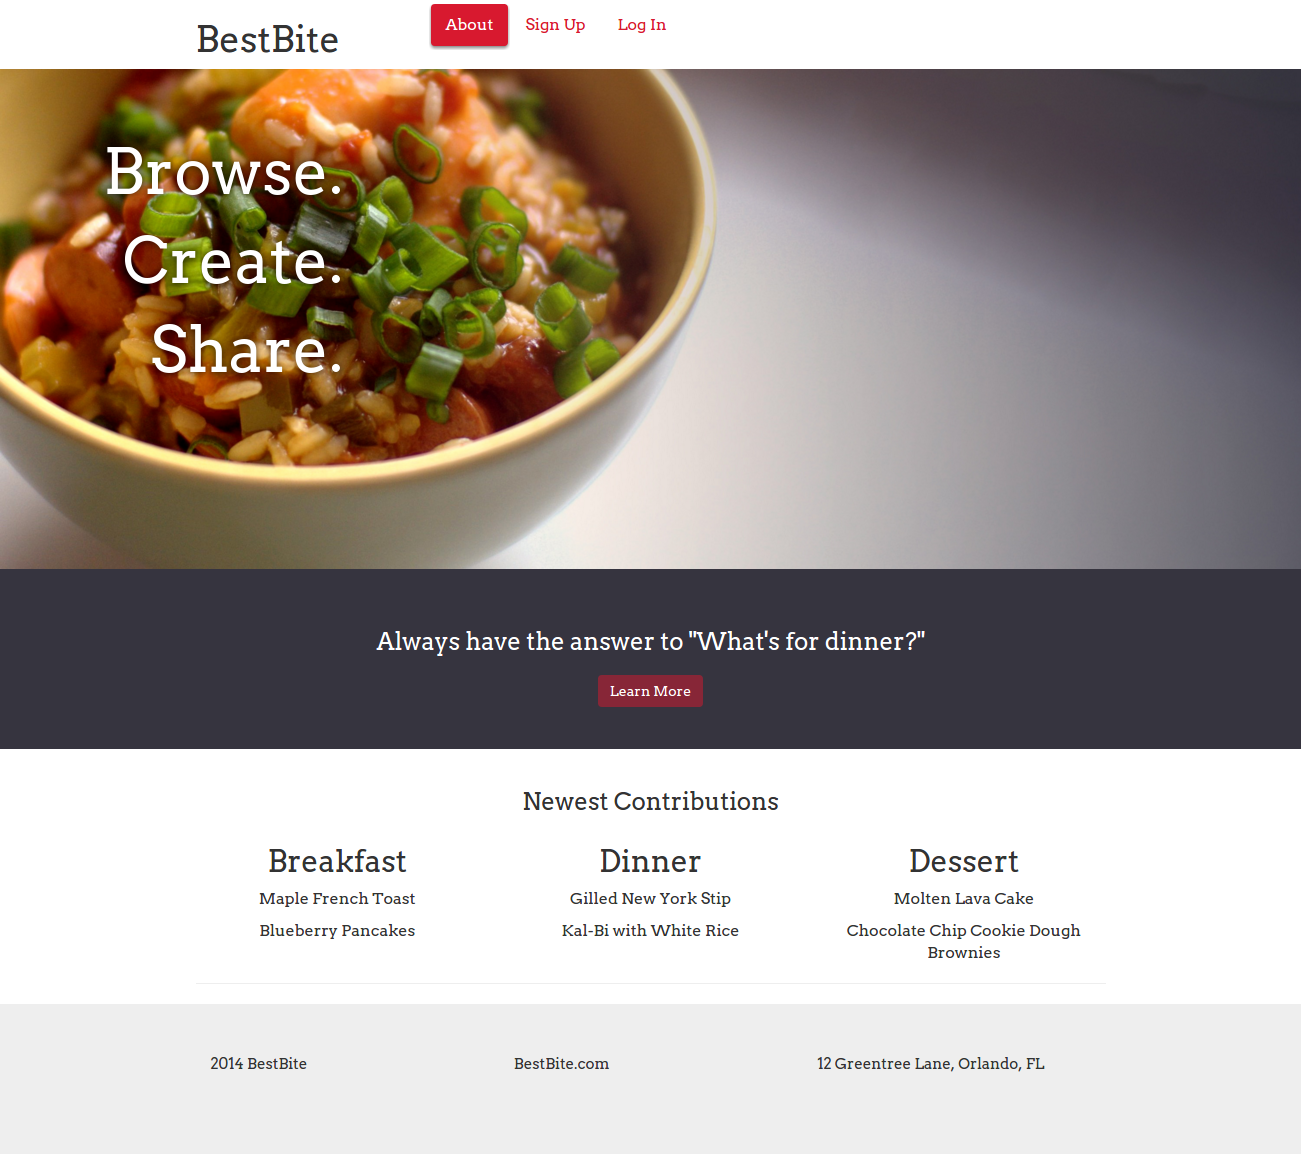 BestBite
About
Sign Up
Log In
Browse.
Create.
Share.
Always have the answer to "What's for dinner?"
Learn More
Newest Contributions
Breakfast
Maple French Toast
Blueberry Pancakes
Dinner
Gilled New York Stip
Kal-Bi with White Rice
Dessert
Molten Lava Cake
Chocolate Chip Cookie Dough
Brownies
2014 BestBite
BestBite.com
12 Greentree Lane, Orlando, FL